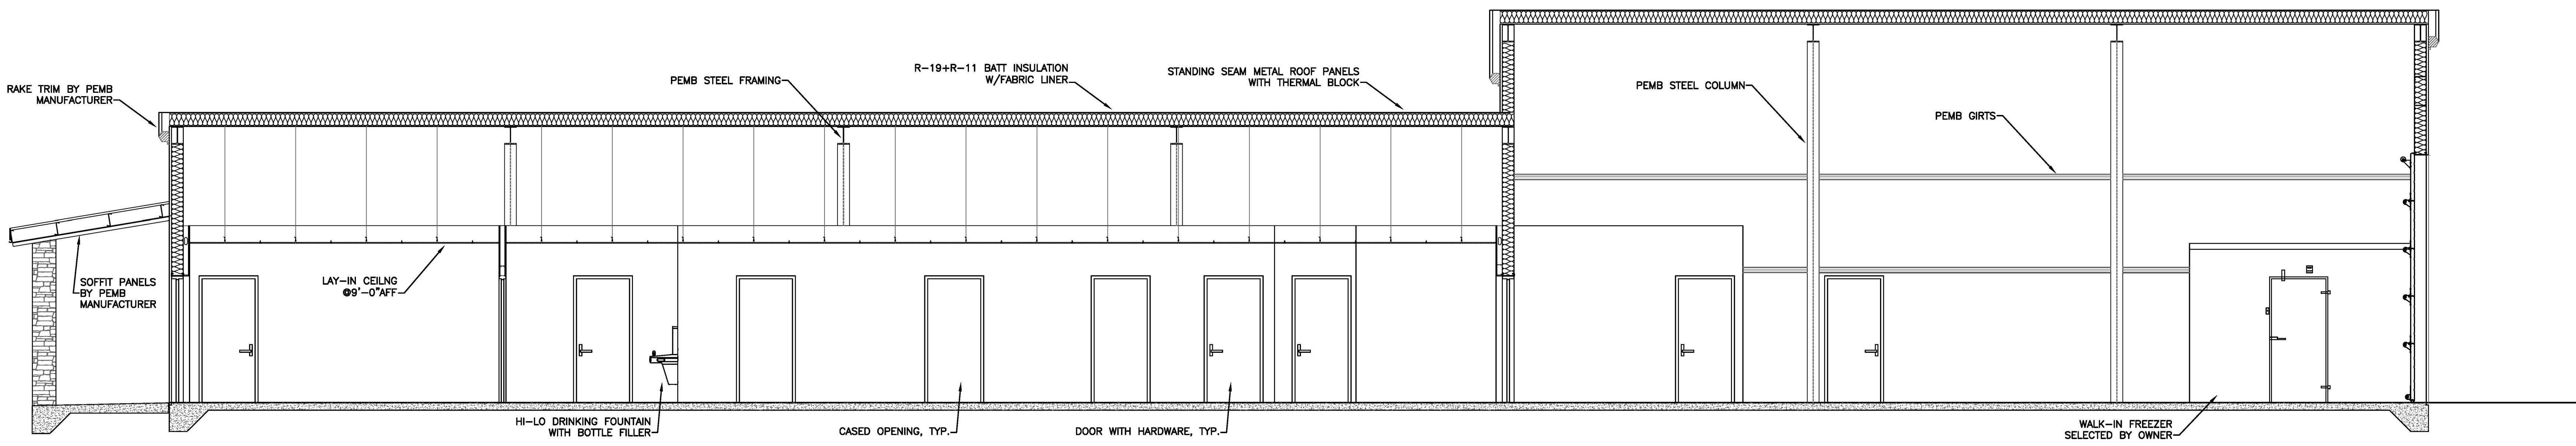 RAKE TRIM BY PEMB
MANUFACTURER
PEMB STEEL FRAMING
R-19+R-11 BATT INSULATION
W/FABRIC LINER
STANDING SEAM METAL ROOF PANELS
WITH THERMAL BLOCK
PEMB STEEL COLUMN
PEMB GIRTS
SOFFIT PANELS
BY PEMB
MANUFACTURER
LAY-IN CEILNG
@9'-0"AFF
HI-LO DRINKING FOUNTAIN
WITH BOTTLE FILLER
CASED OPENING, TYP.
DOOR WITH HARDWARE, TYP.
WALK-IN FREEZER
SELECTED BY OWNER